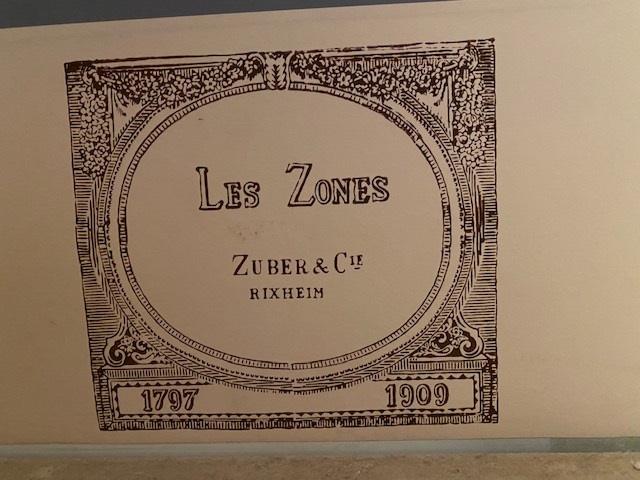 LES ZONES
ZUBER & CIE
RIXHEIM
1797 1909